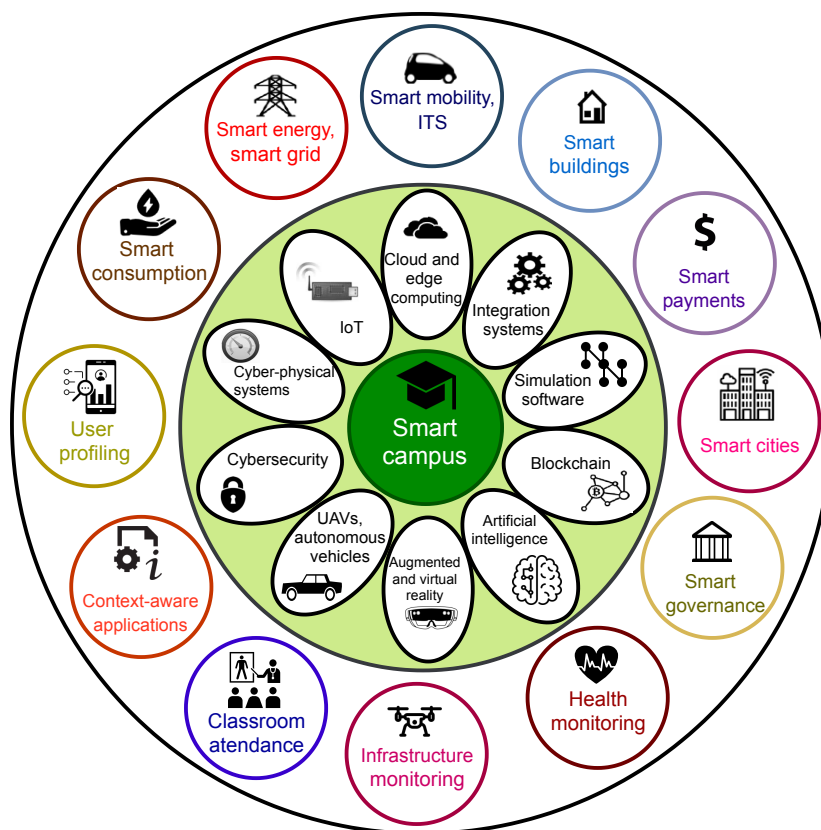 Smart mobility,
ITS
Smart
buildings
Smart
payments
Smart cities
Smart
governance
Health
monitoring
Infrastructure
monitoring
Classroom
atendance
Context-aware
applications
User
profiling
Smart
consumption
Smart energy,
smart grid
Cloud and
edge
computing
Integration
systems
Simulation
software
Blockchain
B
Artificial
intelligence
Augmented
and virtual
reality
UAVs,
autonomous
vehicles
Cybersecurity
Cyber-physical
systems
IoT
Smart
campus